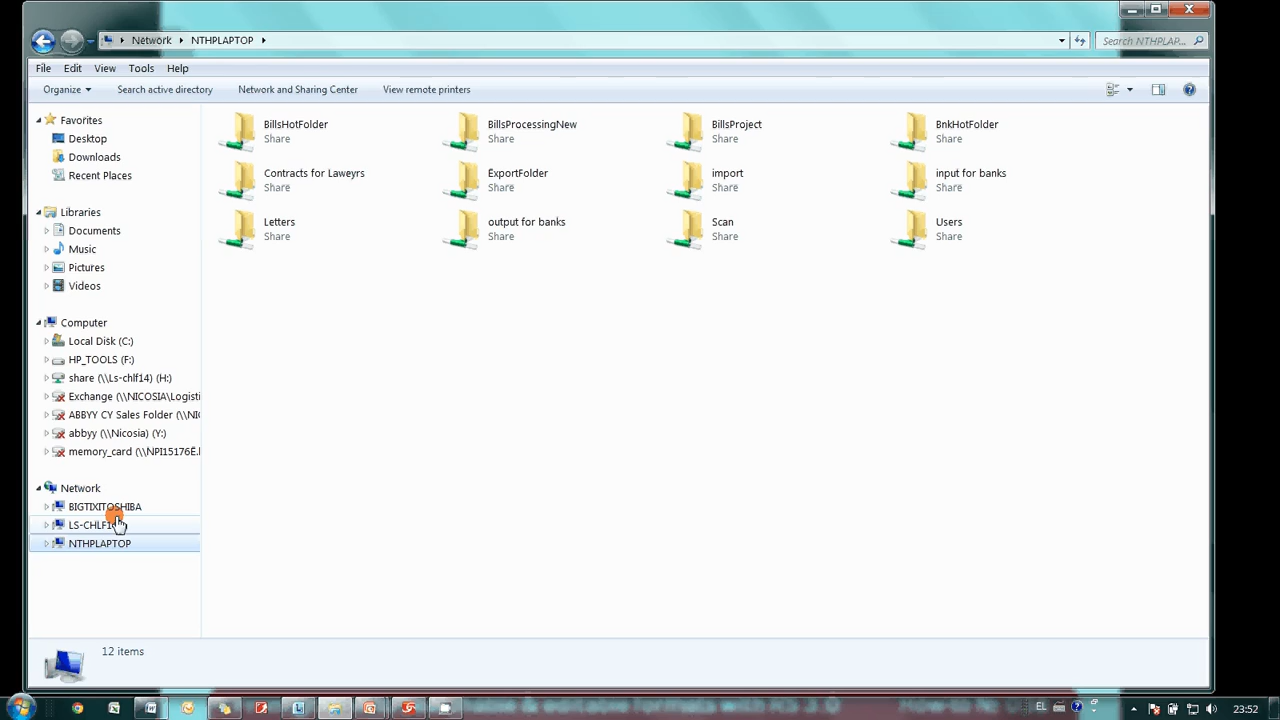 Network NTHPLAPTOP
Search NTHPLAP...
File Edit View Tools Help
Organize Search active directory Network and Sharing Center View remote printers
Favorites
Desktop
Downloads
Recent Places
Libraries
Documents
Music
Pictures
Videos
Computer
Local Disk (C:)
HP_TOOLS (F:)
share (\\Ls-chlf14) (H:)
Exchange (\\NICOSIA\Logisti
ABBYY CY Sales Folder (\\NIC
abbyy (\\Nicosia) (Y:)
memory_card (\\NPI15176E.
Network
BIGTIXITOSHIBA
LS-CHLF1
NTHPLAPTOP
BillsHotFolder
Share
BillsProcessingNew
Share
BillsProject
Share
BnkHotFolder
Share
Contracts for Laweyrs
Share
ExportFolder
Share
import
Share
input for banks
Share
Letters
Share
output for banks
Share
Scan
Share
Users
Share
12 items
EL
23:52